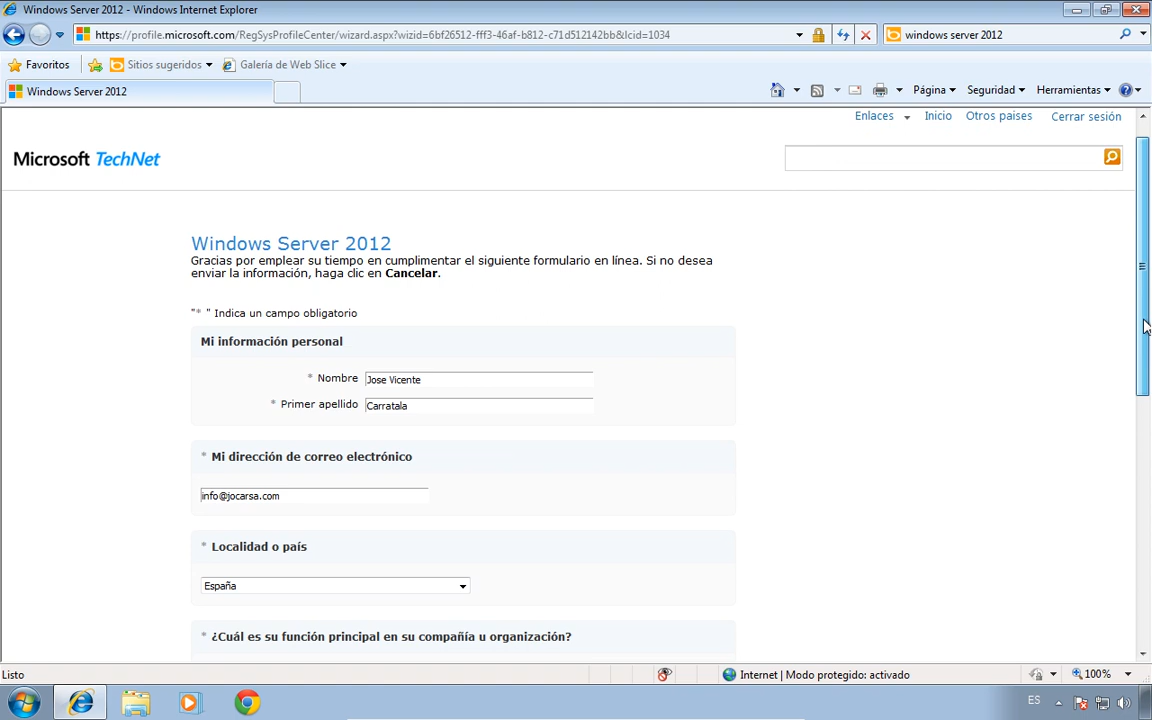 Windows Server 2012 - Windows Internet Explorer
https://profile.microsoft.com/RegSysProfileCenter/wizard.aspx?wizid=6bf26512-fff3-46af-b812-c71d512142bb&lcid=1034
windows server 2012
Favoritos
Sitios sugeridos
Galería de Web Slice
Windows Server 2012
Página
Seguridad
Herramientas
Enlaces
Inicio
Otros paises
Cerrar sesión
Microsoft TechNet
Windows Server 2012
Gracias por emplear su tiempo en cumplimentar el siguiente formulario en línea. Si no desea
enviar la información, haga clic en Cancelar.
"* " Indica un campo obligatorio
Mi información personal
* Nombre Jose Vicente
* Primer apellido Carratala
* Mi dirección de correo electrónico
info@jocarsa.com
* Localidad o país
España
* ¿Cuál es su función principal en su compañía u organización?
Listo
Internet | Modo protegido: activado
100%
ES